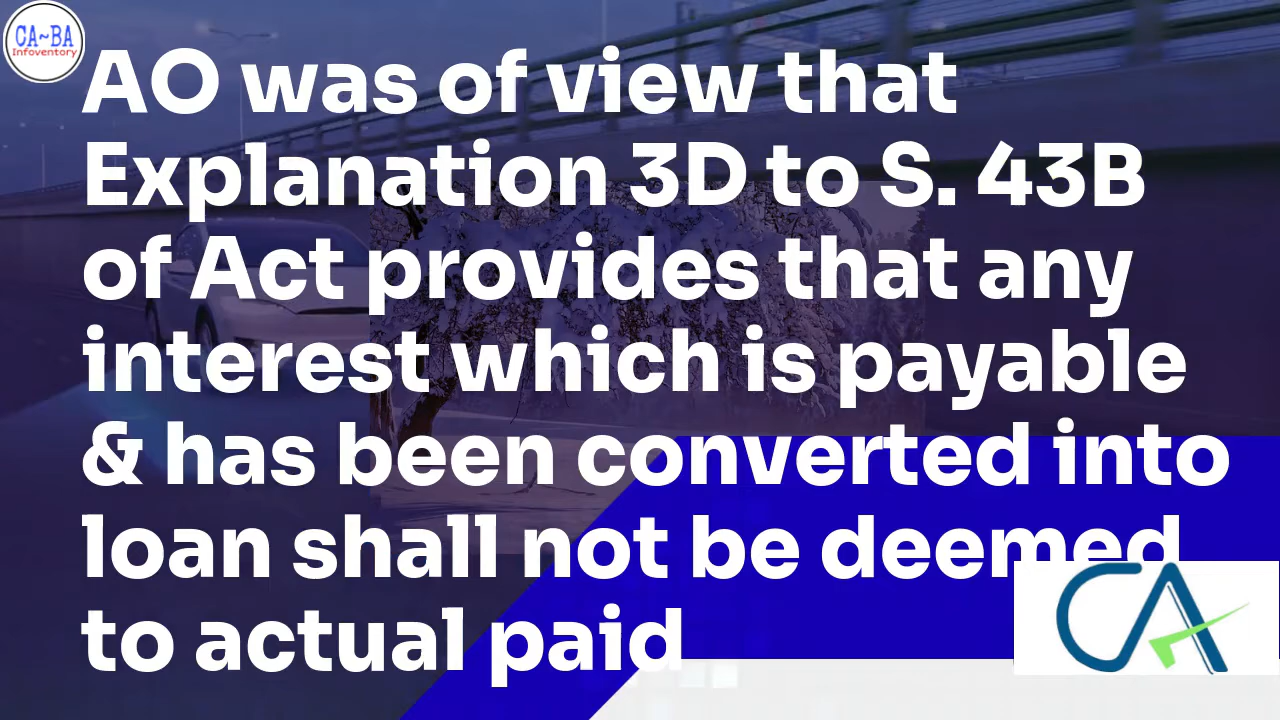 CA~BA
Infoventory
AO was of view that
Explanation 3D to S. 43B
of Act provides that any
interest which is payable
& has been converted into
loan shall not be deemed
to actual paid
CA